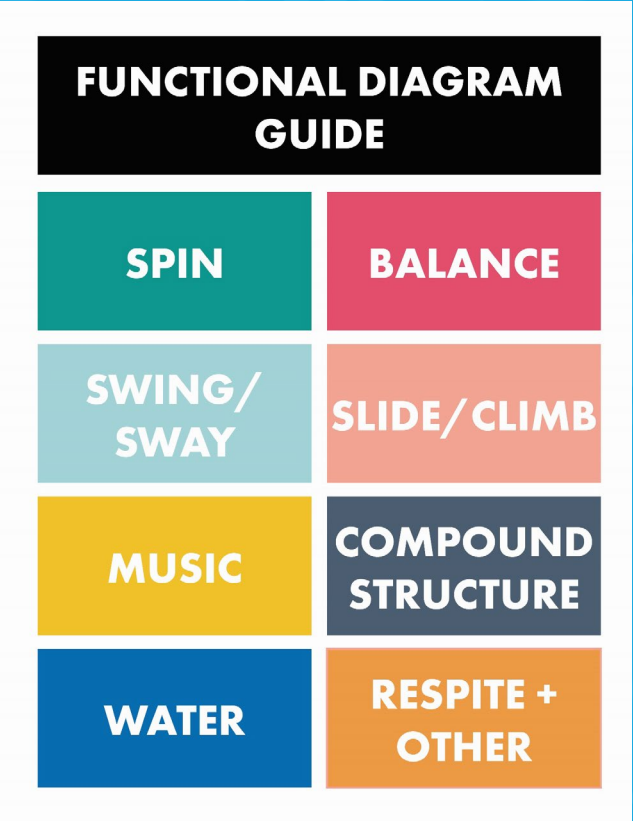 FUNCTIONAL DIAGRAM
GUIDE
SPIN
BALANCE
SWING/
SWAY
SLIDE/CLIMB
MUSIC
COMPOUND
STRUCTURE
WATER
RESPITE +
OTHER